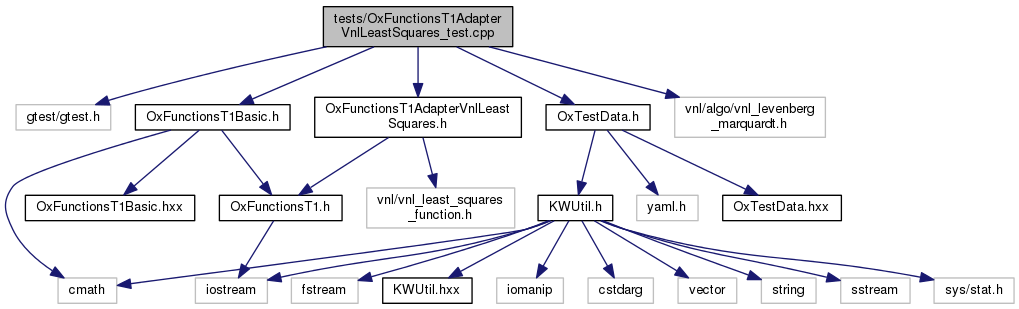 tests/OxFunctionsT1Adapter
VnlLeastSquares_test.cpp
gtest/gtest.h
OxFunctionsT1Basic.h
OxFunctionsT1AdapterVnlLeast
Squares.h
OxTestData.h
vnl/algo/vnl_levenberg
_marquardt.h
OxFunctionsT1Basic.hxx
OxFunctionsT1.h
vnl/vnl_least_squares
_function.h
KWUtil.h
yaml.h
OxTestData.hxx
cmath
iostream
fstream
KWUtil.hxx
iomanip
cstdarg
vector
string
sstream
sys/stat.h